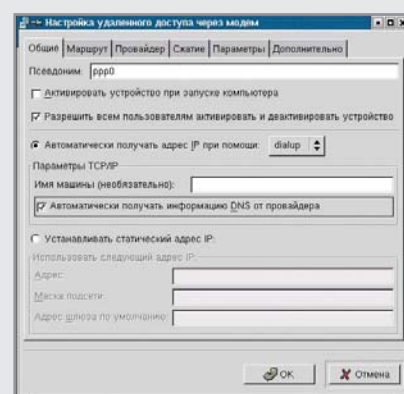 Настройка удаленного доступа через модем
Общие Маршрут Провайдер Сжатие Параметры Дополнительно
Псевдоним: ppp0
Активировать устройство при запуске компьютера
Разрешить всем пользователям активировать и деактивировать устройство
Автоматически получать адрес IP при помощи: dialup
Параметры TCP/IP
Имя машины (необязательно):
Автоматически получать информацию DNS от провайдера
Устанавливать статический адрес IP:
Использовать следующий адрес IP:
Адрес:
Маска подсети:
Адрес шлюза по умолчанию:
OK Отмена